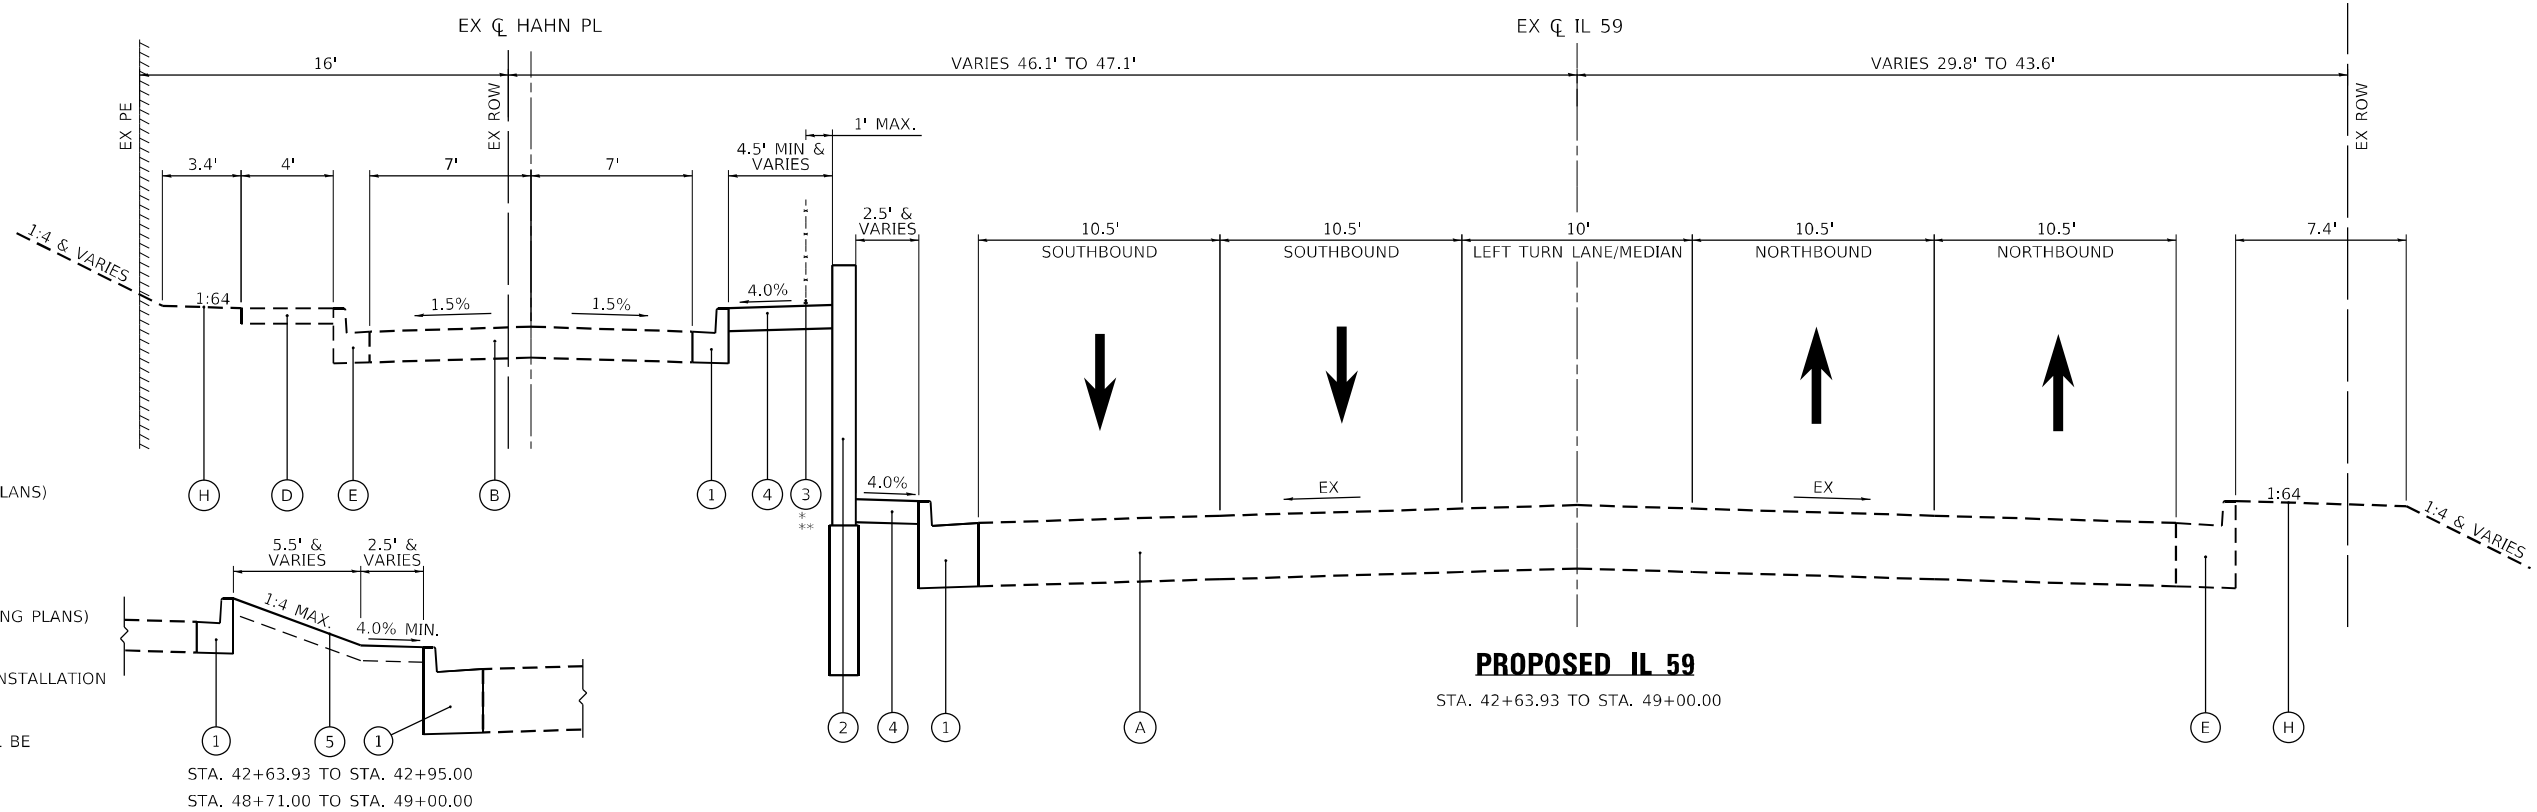 EX ℄ HAHN PL
EX ℄ IL 59
16'
VARIES 46.1' TO 47.1'
VARIES 29.8' TO 43.6'
EX PE
EX ROW
EX ROW
1' MAX.
3.4'
4'
7'
7'
4.5' MIN &
VARIES
2.5' &
VARIES
10.5'
SOUTHBOUND
10.5'
SOUTHBOUND
10'
LEFT TURN LANE/MEDIAN
10.5'
NORTHBOUND
10.5'
NORTHBOUND
7.4'
1:4 & VARIES
1:64
1.5%
1.5%
4.0%
H
D
E
B
1
4
3
*
**
4.0%
EX
EX
1:64
1:4 & VARIES
LANS)
NG PLANS)
NSTALLATION
BE
5.5' &
VARIES
2.5' &
VARIES
1:4 MAX.
4.0% MIN.
1
5
1
STA. 42+63.93 TO STA. 42+95.00
STA. 48+71.00 TO STA. 49+00.00
2
4
1
A
E
H
PROPOSED IL 59
STA. 42+63.93 TO STA. 49+00.00